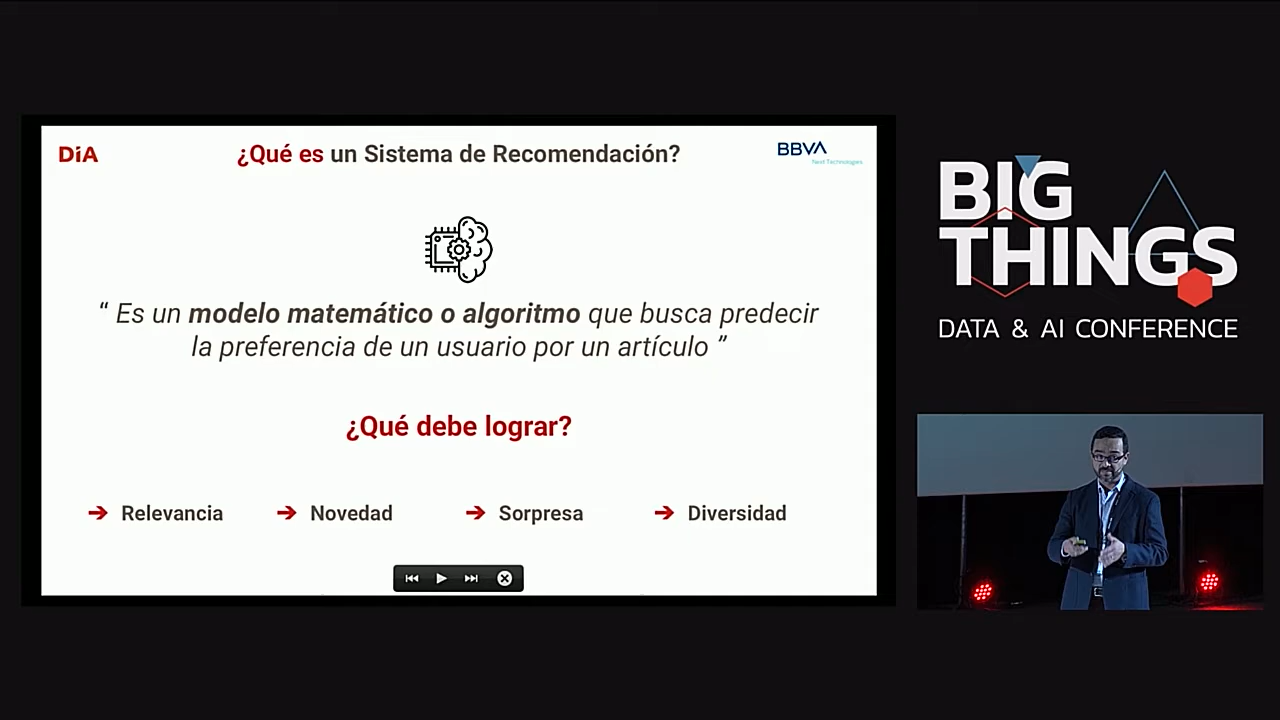 DiA
¿Qué es un Sistema de Recomendación?
BBVA
Next Technologies
“ Es un modelo matemático o algoritmo que busca predecir
la preferencia de un usuario por un artículo ”
¿Qué debe lograr?
➔ Relevancia
➔ Novedad
➔ Sorpresa
➔ Diversidad
BIG
THINGS
DATA & AI CONFERENCE